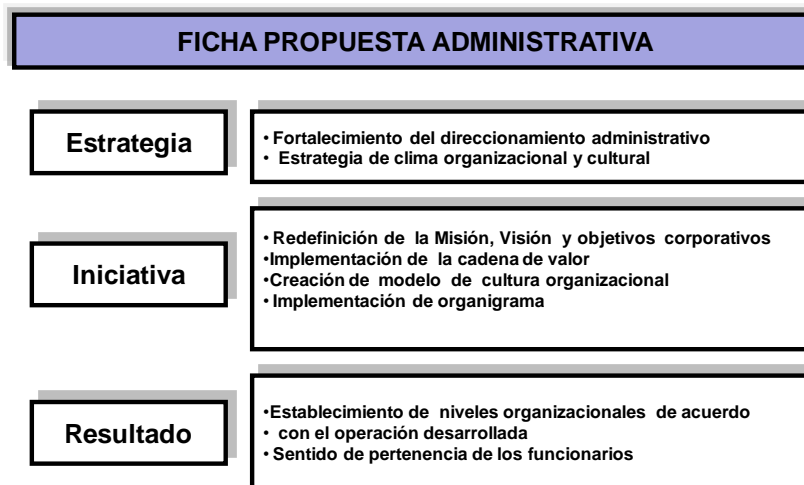 FICHA PROPUESTA ADMINISTRATIVA
Estrategia
• Fortalecimiento del direccionamiento administrativo
• Estrategia de clima organizacional y cultural
Iniciativa
• Redefinición de la Misión, Visión y objetivos corporativos
•Implementación de la cadena de valor
•Creación de modelo de cultura organizacional
• Implementación de organigrama
Resultado
•Establecimiento de niveles organizacionales de acuerdo
• con el operación desarrollada
• Sentido de pertenencia de los funcionarios